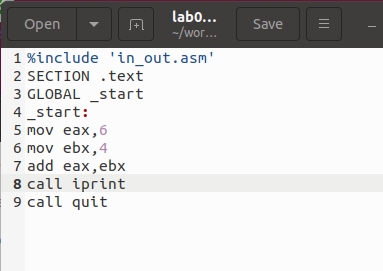 Open
lab0...
~/wor...
Save
1 %include 'in_out.asm'
2 SECTION .text
3 GLOBAL _start
4 _start:
5 mov eax,6
6 mov ebx,4
7 add eax,ebx
8 call iprint
9 call quit